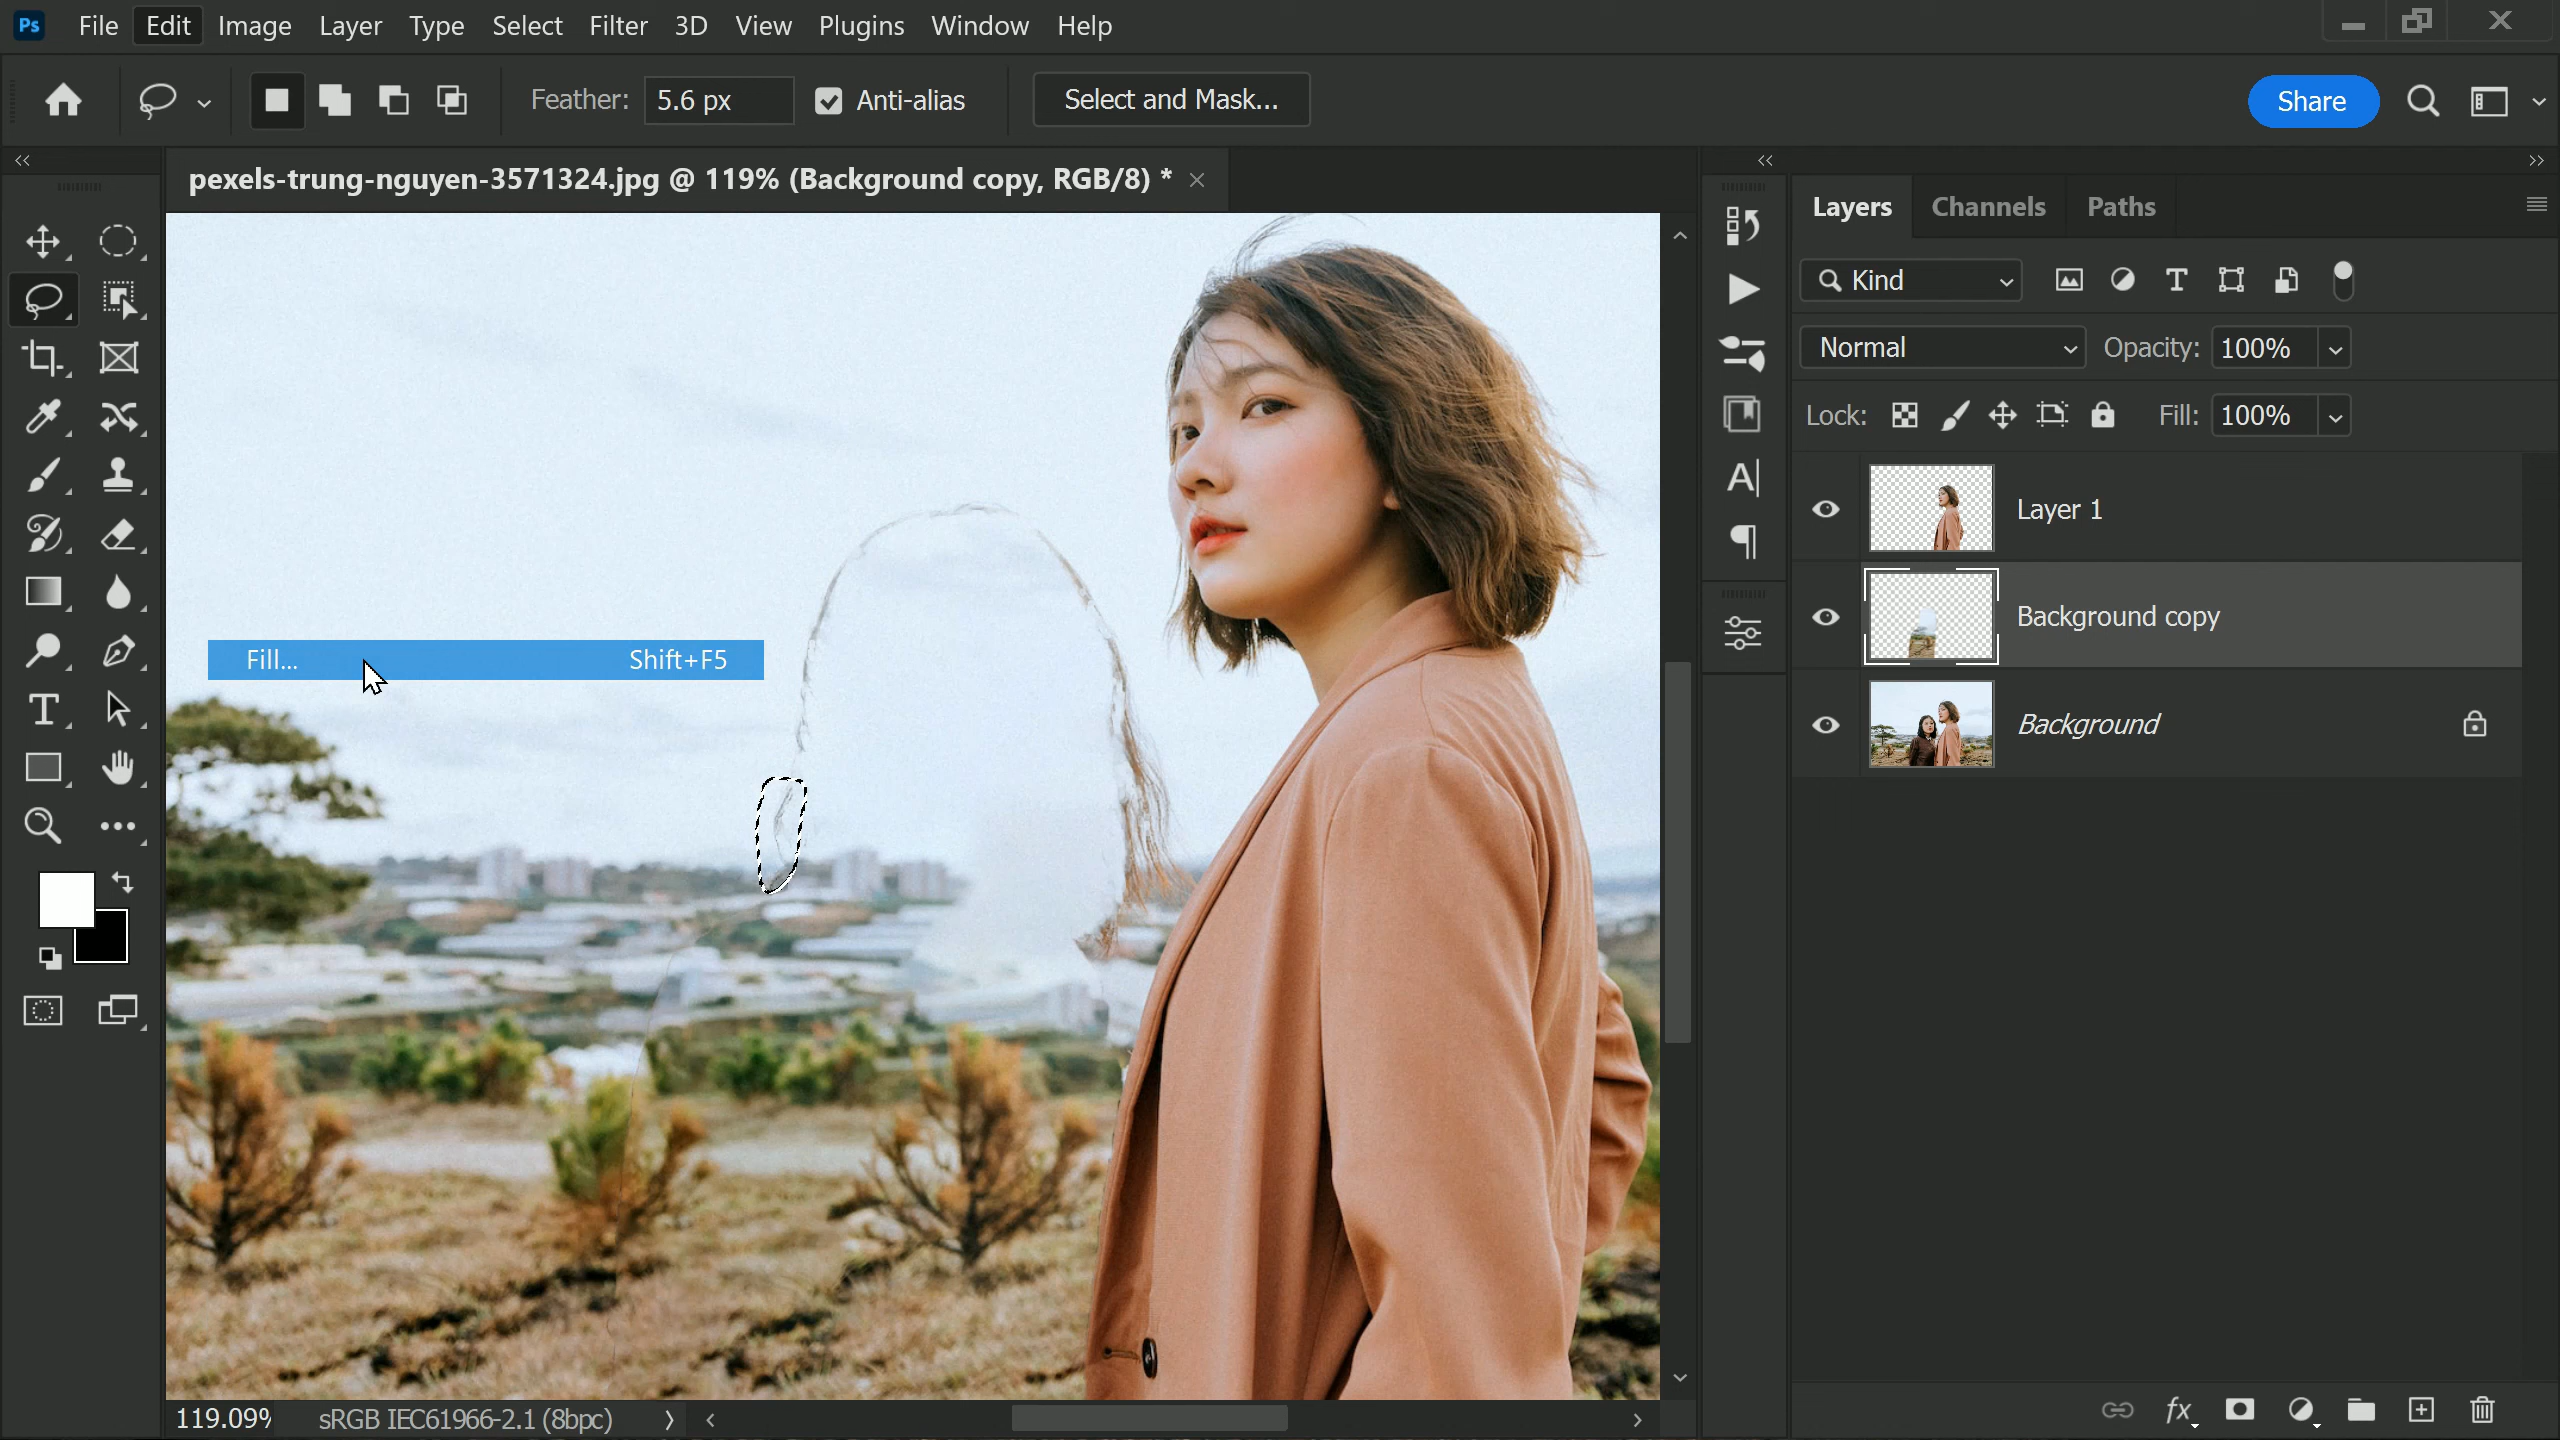 Ps File Edit Image Layer Type Select Filter 3D View Plugins Window Help
Feather: 5.6 px Anti-alias Select and Mask... Share
pexels-trung-nguyen-3571324.jpg @ 119% (Background copy, RGB/8) *
Layers Channels Paths
Kind
Normal Opacity: 100%
Lock: Fill: 100%
Layer 1
Background copy
Background
Fill... Shift+F5
119.09% sRGB IEC61966-2.1 (8bpc)